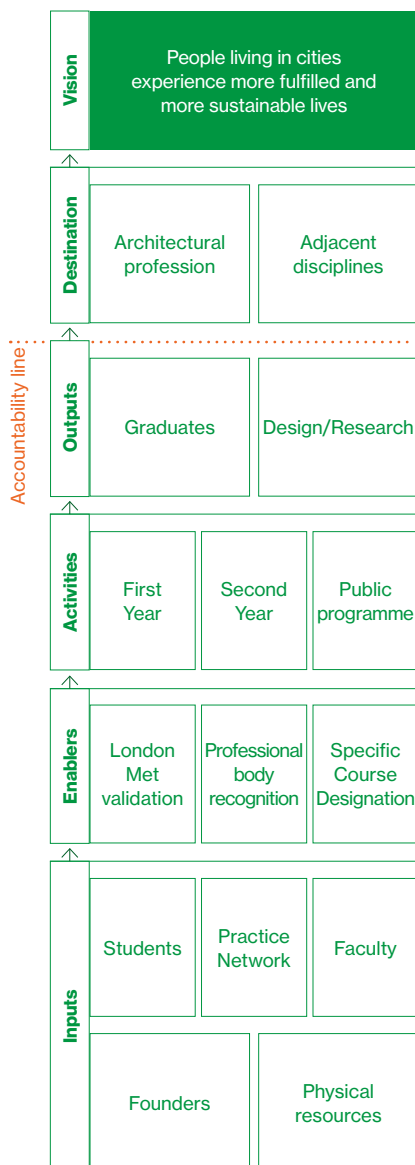 Vision
People living in cities
experience more fulfilled and
more sustainable lives
Destination
Architectural
profession
Adjacent
disciplines
Accountability line
Outputs
Graduates
Design/Research
Activities
First
Year
Second
Year
Public
programme
Enablers
London
Met
validation
Professional
body
recognition
Specific
Course
Designation
Inputs
Students
Practice
Network
Faculty
Founders
Physical
resources